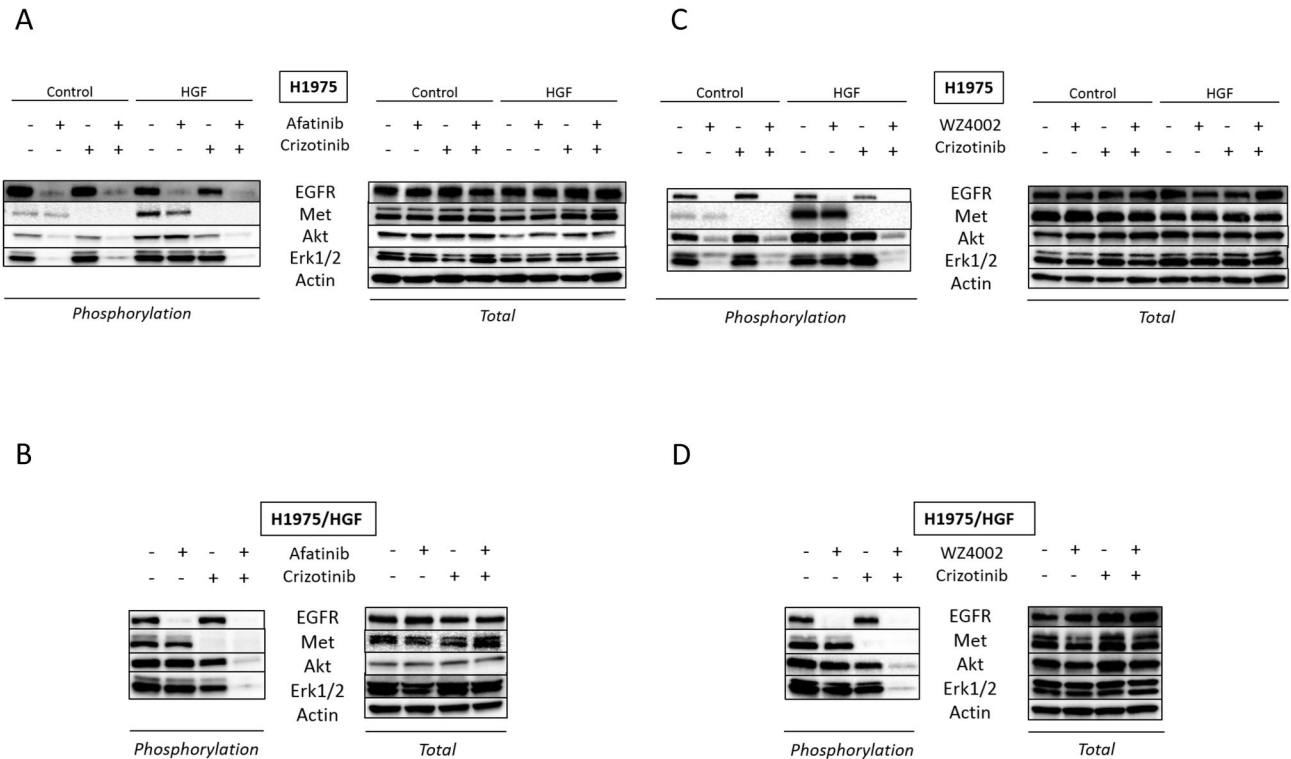 A
Control HGF H1975 Control HGF
- + - + - + - + Afatinib - + - + - + - +
- - + + - - + + Crizotinib - - + + - - + +
EGFR
Met
Akt
Erk1/2
Actin
Phosphorylation Total
C
Control HGF H1975 Control HGF
- + - + - + - + WZ4002 - + - + - + - +
- - + + - - + + Crizotinib - - + + - - + +
EGFR
Met
Akt
Erk1/2
Actin
Phosphorylation Total
B
H1975/HGF
- + - + Afatinib - + - +
- - + + Crizotinib - - + +
EGFR
Met
Akt
Erk1/2
Actin
Phosphorylation Total
D
H1975/HGF
- + - + WZ4002 - + - +
- - + + Crizotinib - - + +
EGFR
Met
Akt
Erk1/2
Actin
Phosphorylation Total